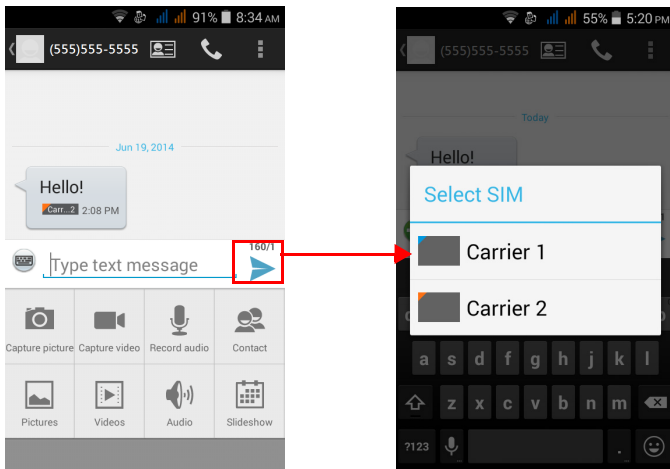 91% 8:34 AM
(555)555-5555
Jun 19, 2014
Hello!
Carr...2 2:08 PM
160/1
Type text message
Capture picture Capture video Record audio Contact
Pictures Videos Audio Slideshow
55% 5:20 PM
(555)555-5555
Today
Hello!
Select SIM
Carrier 1
Carrier 2
a s d f g h j k l
z x c v b n m
?123 .